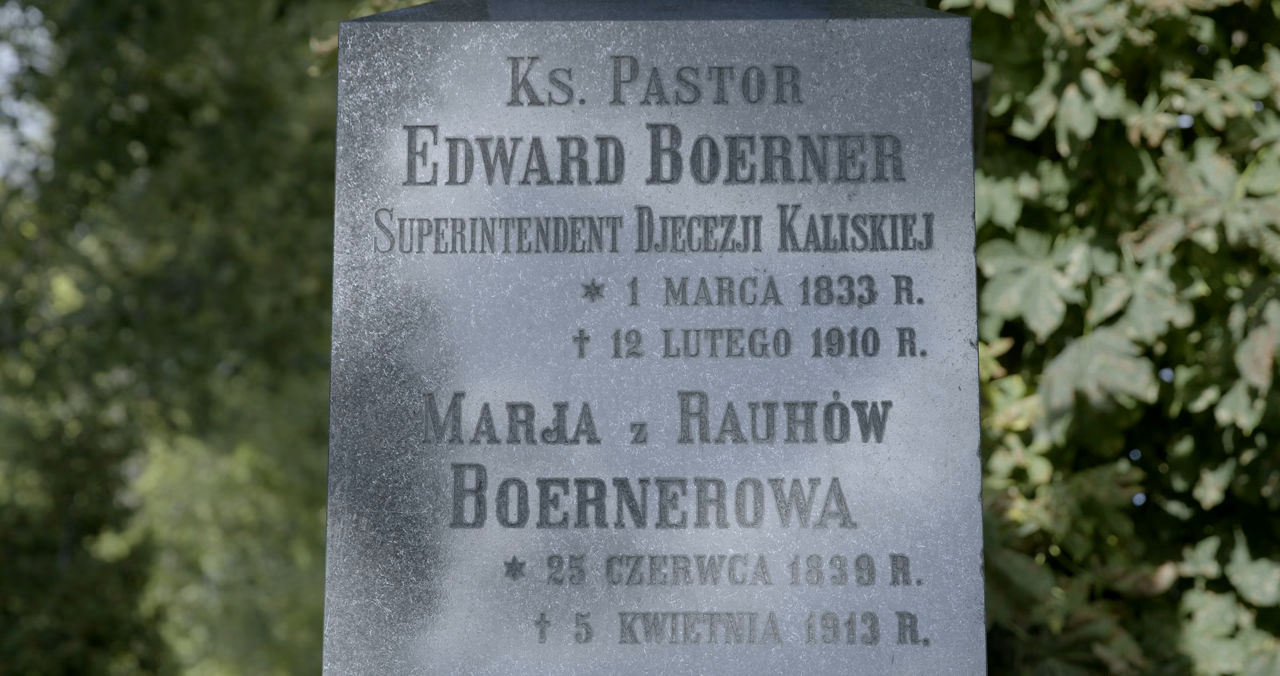 Ks. Pastor
Edward Boerner
Superintendent Djecezji Kaliskiej
* 1 marca 1833 r.
† 12 lutego 1910 r.
Marja z Rauhów
Boernerowa
* 25 czerwca 1839 r.
† 5 kwietnia 1913 r.